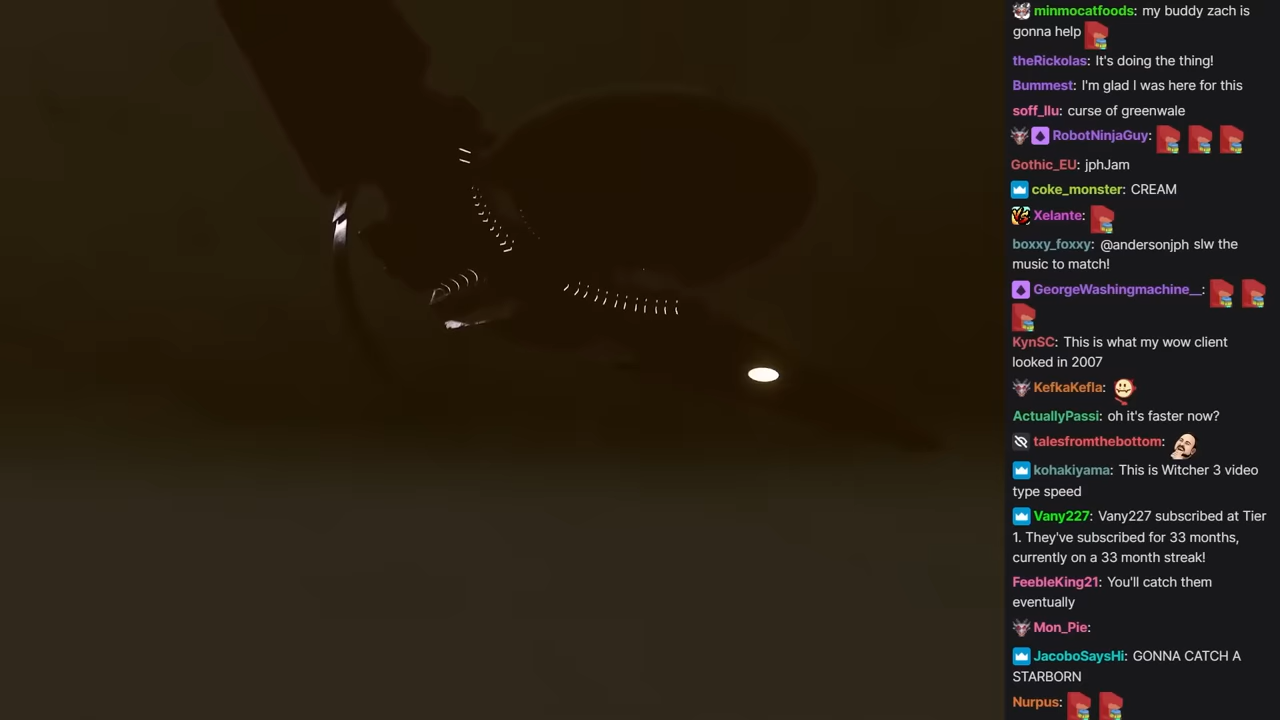 minmocatfoods: my buddy zach is
gonna help
theRickolas: It's doing the thing!
Bummest: I'm glad I was here for this
soff_llu: curse of greenwale
RobotNinjaGuy:
Gothic_EU: jphJam
coke_monster: CREAM
Xelante:
boxxy_foxxy: @andersonjph slw the
music to match!
GeorgeWashingmachine__:
KynSC: This is what my wow client
looked in 2007
KefkaKefla:
ActuallyPassi: oh it's faster now?
talesfromthebottom:
kohakiyama: This is Witcher 3 video
type speed
Vany227: Vany227 subscribed at Tier
1. They've subscribed for 33 months,
currently on a 33 month streak!
FeebleKing21: You'll catch them
eventually
Mon_Pie:
JacoboSaysHi: GONNA CATCH A
STARBORN
Nurpus: